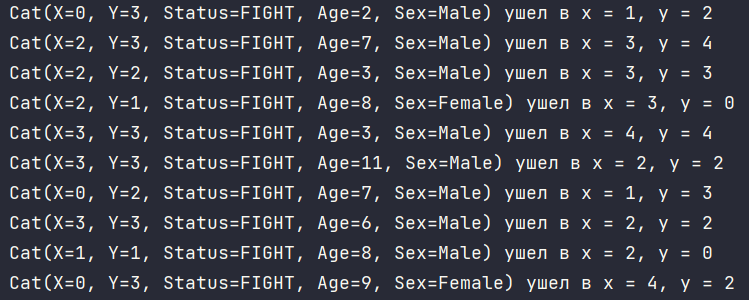 Cat(X=0, Y=3, Status=FIGHT, Age=2, Sex=Male) ушел в x = 1, y = 2
Cat(X=2, Y=3, Status=FIGHT, Age=7, Sex=Male) ушел в x = 3, y = 4
Cat(X=2, Y=2, Status=FIGHT, Age=3, Sex=Male) ушел в x = 3, y = 3
Cat(X=2, Y=1, Status=FIGHT, Age=8, Sex=Female) ушел в x = 3, y = 0
Cat(X=3, Y=3, Status=FIGHT, Age=3, Sex=Male) ушел в x = 4, y = 4
Cat(X=3, Y=3, Status=FIGHT, Age=11, Sex=Male) ушел в x = 2, y = 2
Cat(X=0, Y=2, Status=FIGHT, Age=7, Sex=Male) ушел в x = 1, y = 3
Cat(X=3, Y=3, Status=FIGHT, Age=6, Sex=Male) ушел в x = 2, y = 2
Cat(X=1, Y=1, Status=FIGHT, Age=8, Sex=Male) ушел в x = 2, y = 0
Cat(X=0, Y=3, Status=FIGHT, Age=9, Sex=Female) ушел в x = 4, y = 2